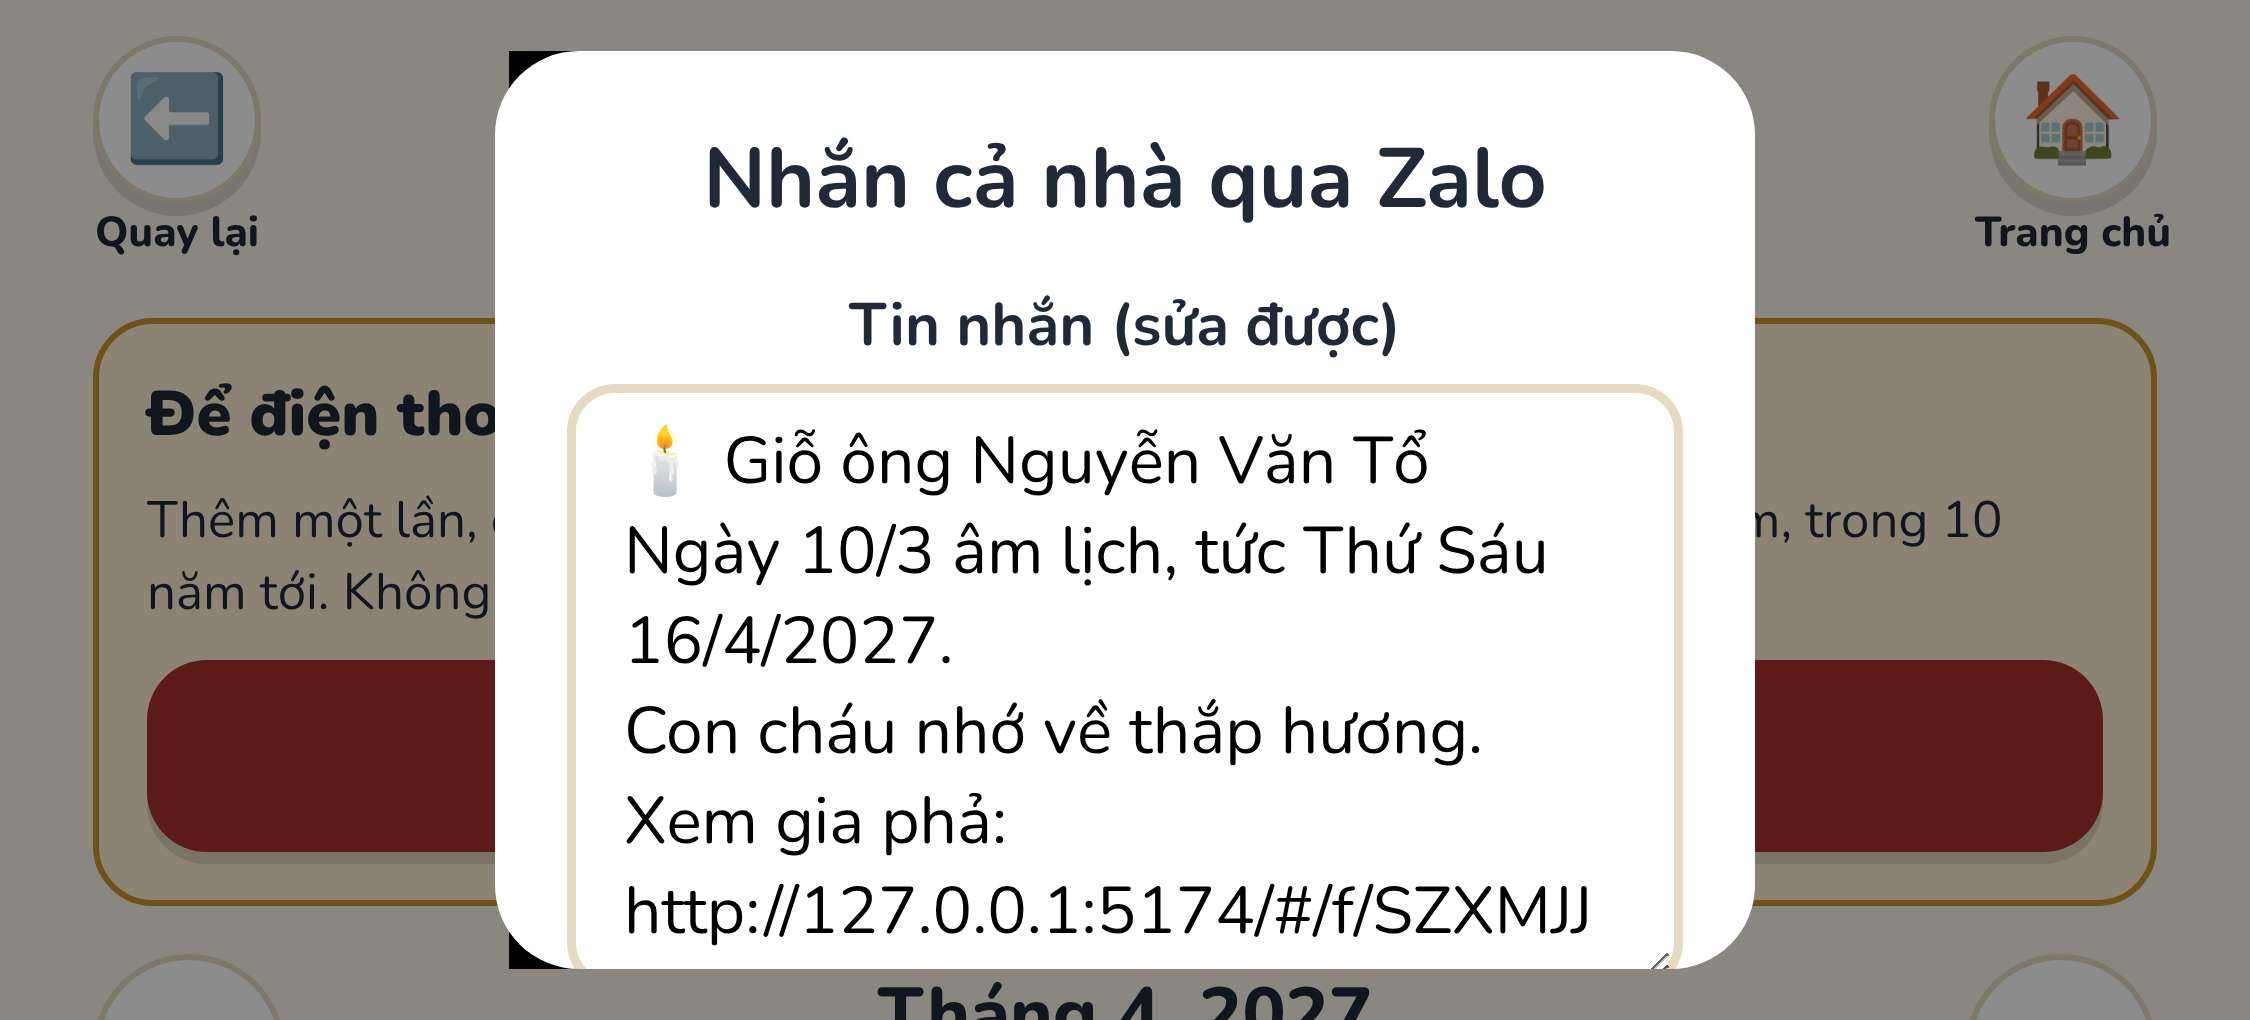 Quay lại
Trang chủ
Nhắn cả nhà qua Zalo
Tin nhắn (sửa được)
🕯️ Giỗ ông Nguyễn Văn Tổ
Ngày 10/3 âm lịch, tức Thứ Sáu
16/4/2027.
Con cháu nhớ về thắp hương.
Xem gia phả:
http://127.0.0.1:5174/#/f/SZXMJJ
Để điện
Thêm một lần,
trong 10
năm tới. Không
Tháng 4, 2027